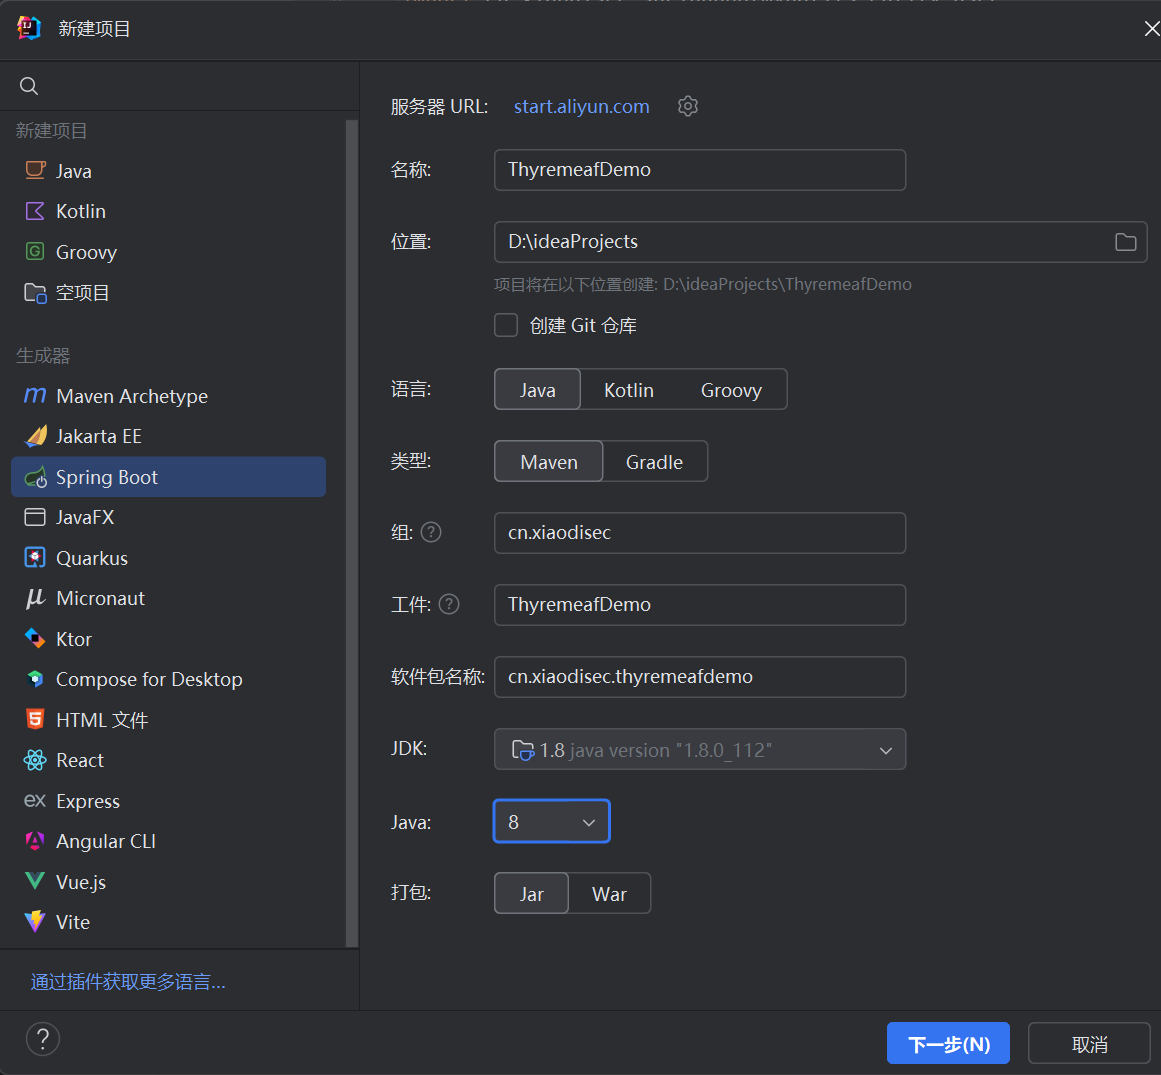 新建项目
新建项目
Java
Kotlin
Groovy
空项目
生成器
Maven Archetype
Jakarta EE
Spring Boot
JavaFX
Quarkus
Micronaut
Ktor
Compose for Desktop
HTML 文件
React
Express
Angular CLI
Vue.js
Vite
通过插件获取更多语言...
服务器 URL: start.aliyun.com
名称: ThyremeafDemo
位置: D:\ideaProjects
项目将在以下位置创建: D:\ideaProjects\ThyremeafDemo
创建 Git 仓库
语言: Java Kotlin Groovy
类型: Maven Gradle
组: ? cn.xiaodisec
工件: ? ThyremeafDemo
软件包名称: cn.xiaodisec.thyremeafdemo
JDK: 1.8 java version "1.8.0_112"
Java: 8
打包: Jar War
? 下一步(N) 取消